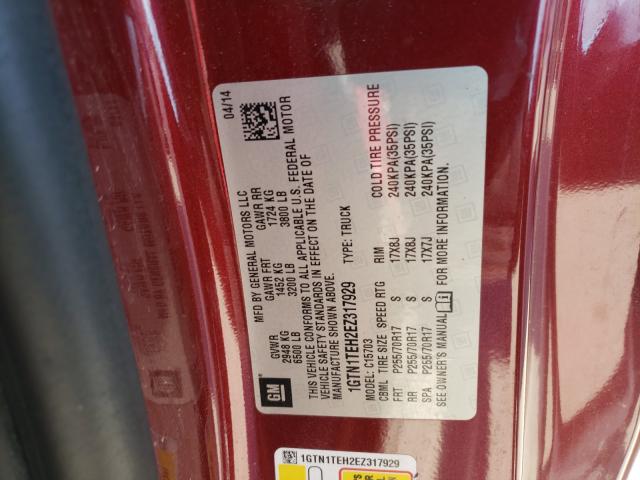 04/14
MFD BY GENERAL MOTORS LLC
GVWR GAWR FRT GAWR RR
2948 KG 1452 KG 1724 KG
6500 LB 3200 LB 3800 LB
THIS VEHICLE CONFORMS TO ALL APPLICABLE U.S. FEDERAL MOTOR
VEHICLE SAFETY STANDARDS IN EFFECT ON THE DATE OF
MANUFACTURE SHOWN ABOVE.
1GTN1TEH2EZ317929 TYPE: TRUCK
MODEL: C15703
CBML TIRE SIZE SPEED RTG RIM COLD TIRE PRESSURE
FRT P255/70R17 S 17X8J 240KPA(35PSI)
RR P255/70R17 S 17X8J 240KPA(35PSI)
SPA P255/70R17 S 17X7J 240KPA(35PSI)
SEE OWNER'S MANUAL FOR MORE INFORMATION.
GM
1GTN1TEH2EZ317929